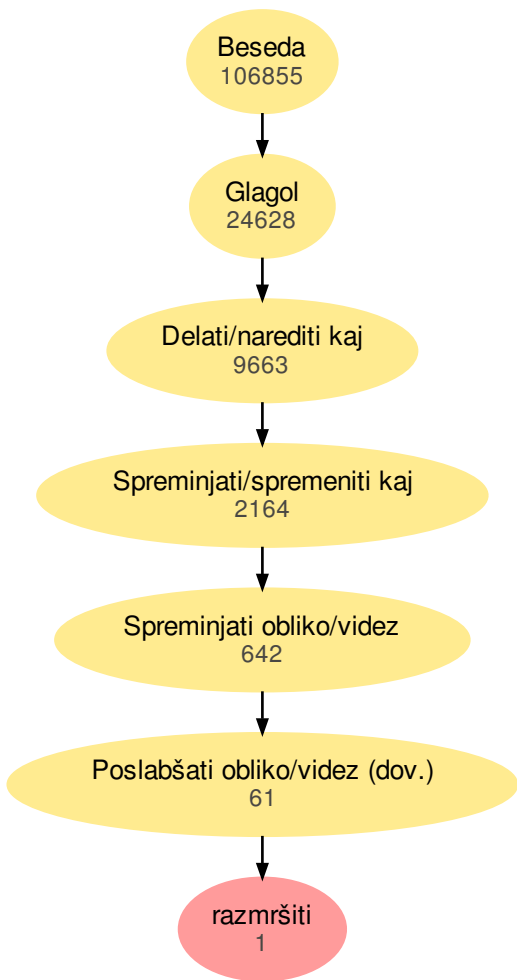 Beseda
106855
Glagol
24628
Delati/narediti kaj
9663
Spreminjati/spremeniti kaj
2164
Spreminjati obliko/videz
642
Poslabšati obliko/videz (dov.)
61
razmršiti
1